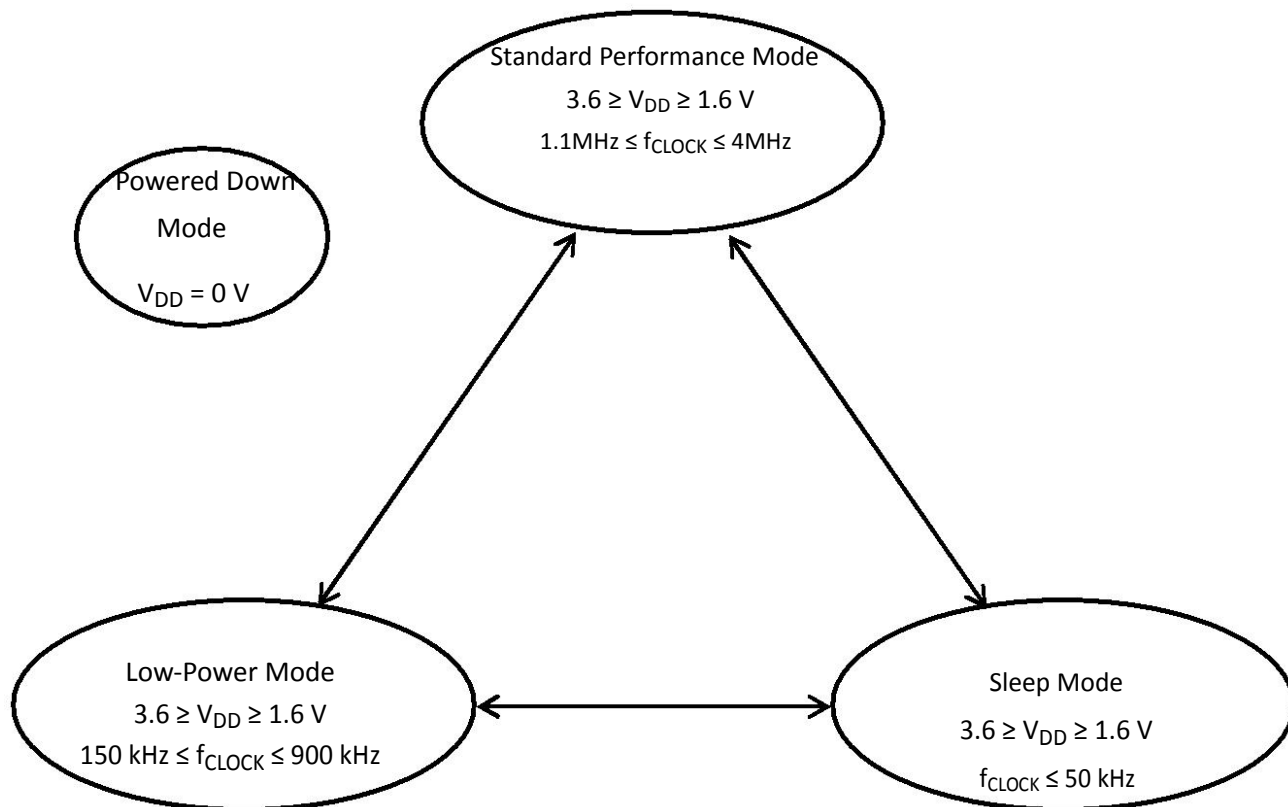 Standard Performance Mode
3.6 ≥ VDD ≥ 1.6 V
1.1MHz ≤ fCLOCK ≤ 4MHz
Powered Down
Mode
VDD = 0 V
Low-Power Mode
3.6 ≥ VDD ≥ 1.6 V
150 kHz ≤ fCLOCK ≤ 900 kHz
Sleep Mode
3.6 ≥ VDD ≥ 1.6 V
fCLOCK ≤ 50 kHz